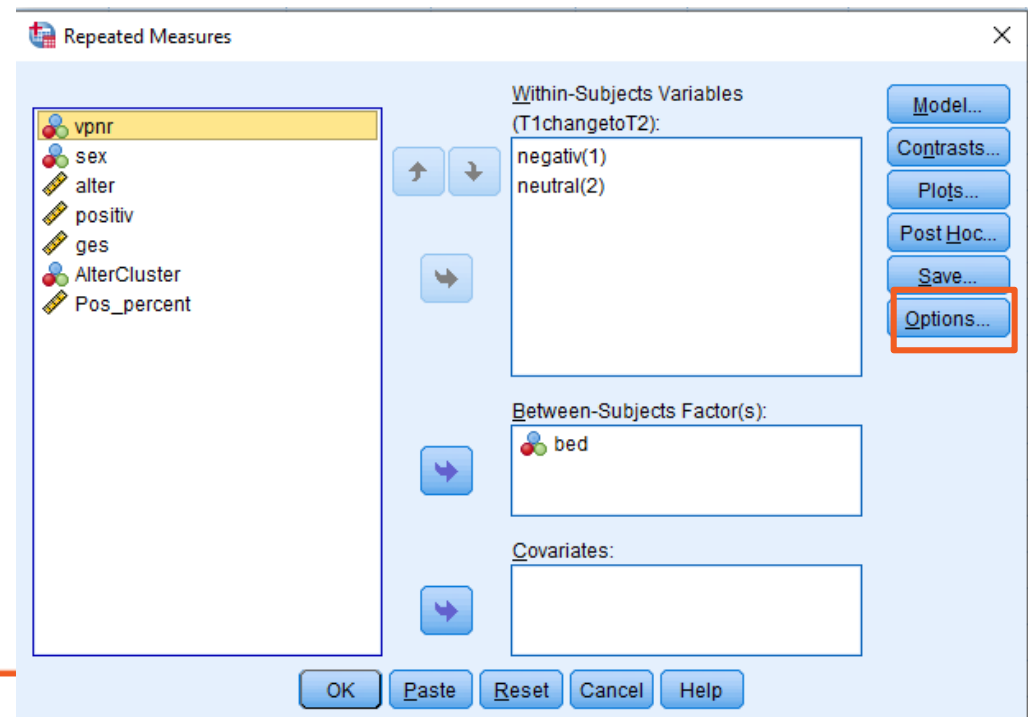 Repeated Measures
vpnr
sex
alter
positiv
ges
AlterCluster
Pos_percent
Within-Subjects Variables
(T1changetoT2):
negativ(1)
neutral(2)
Between-Subjects Factor(s):
bed
Covariates:
Model...
Contrasts...
Plots...
Post Hoc...
Save...
Options...
OK Paste Reset Cancel Help